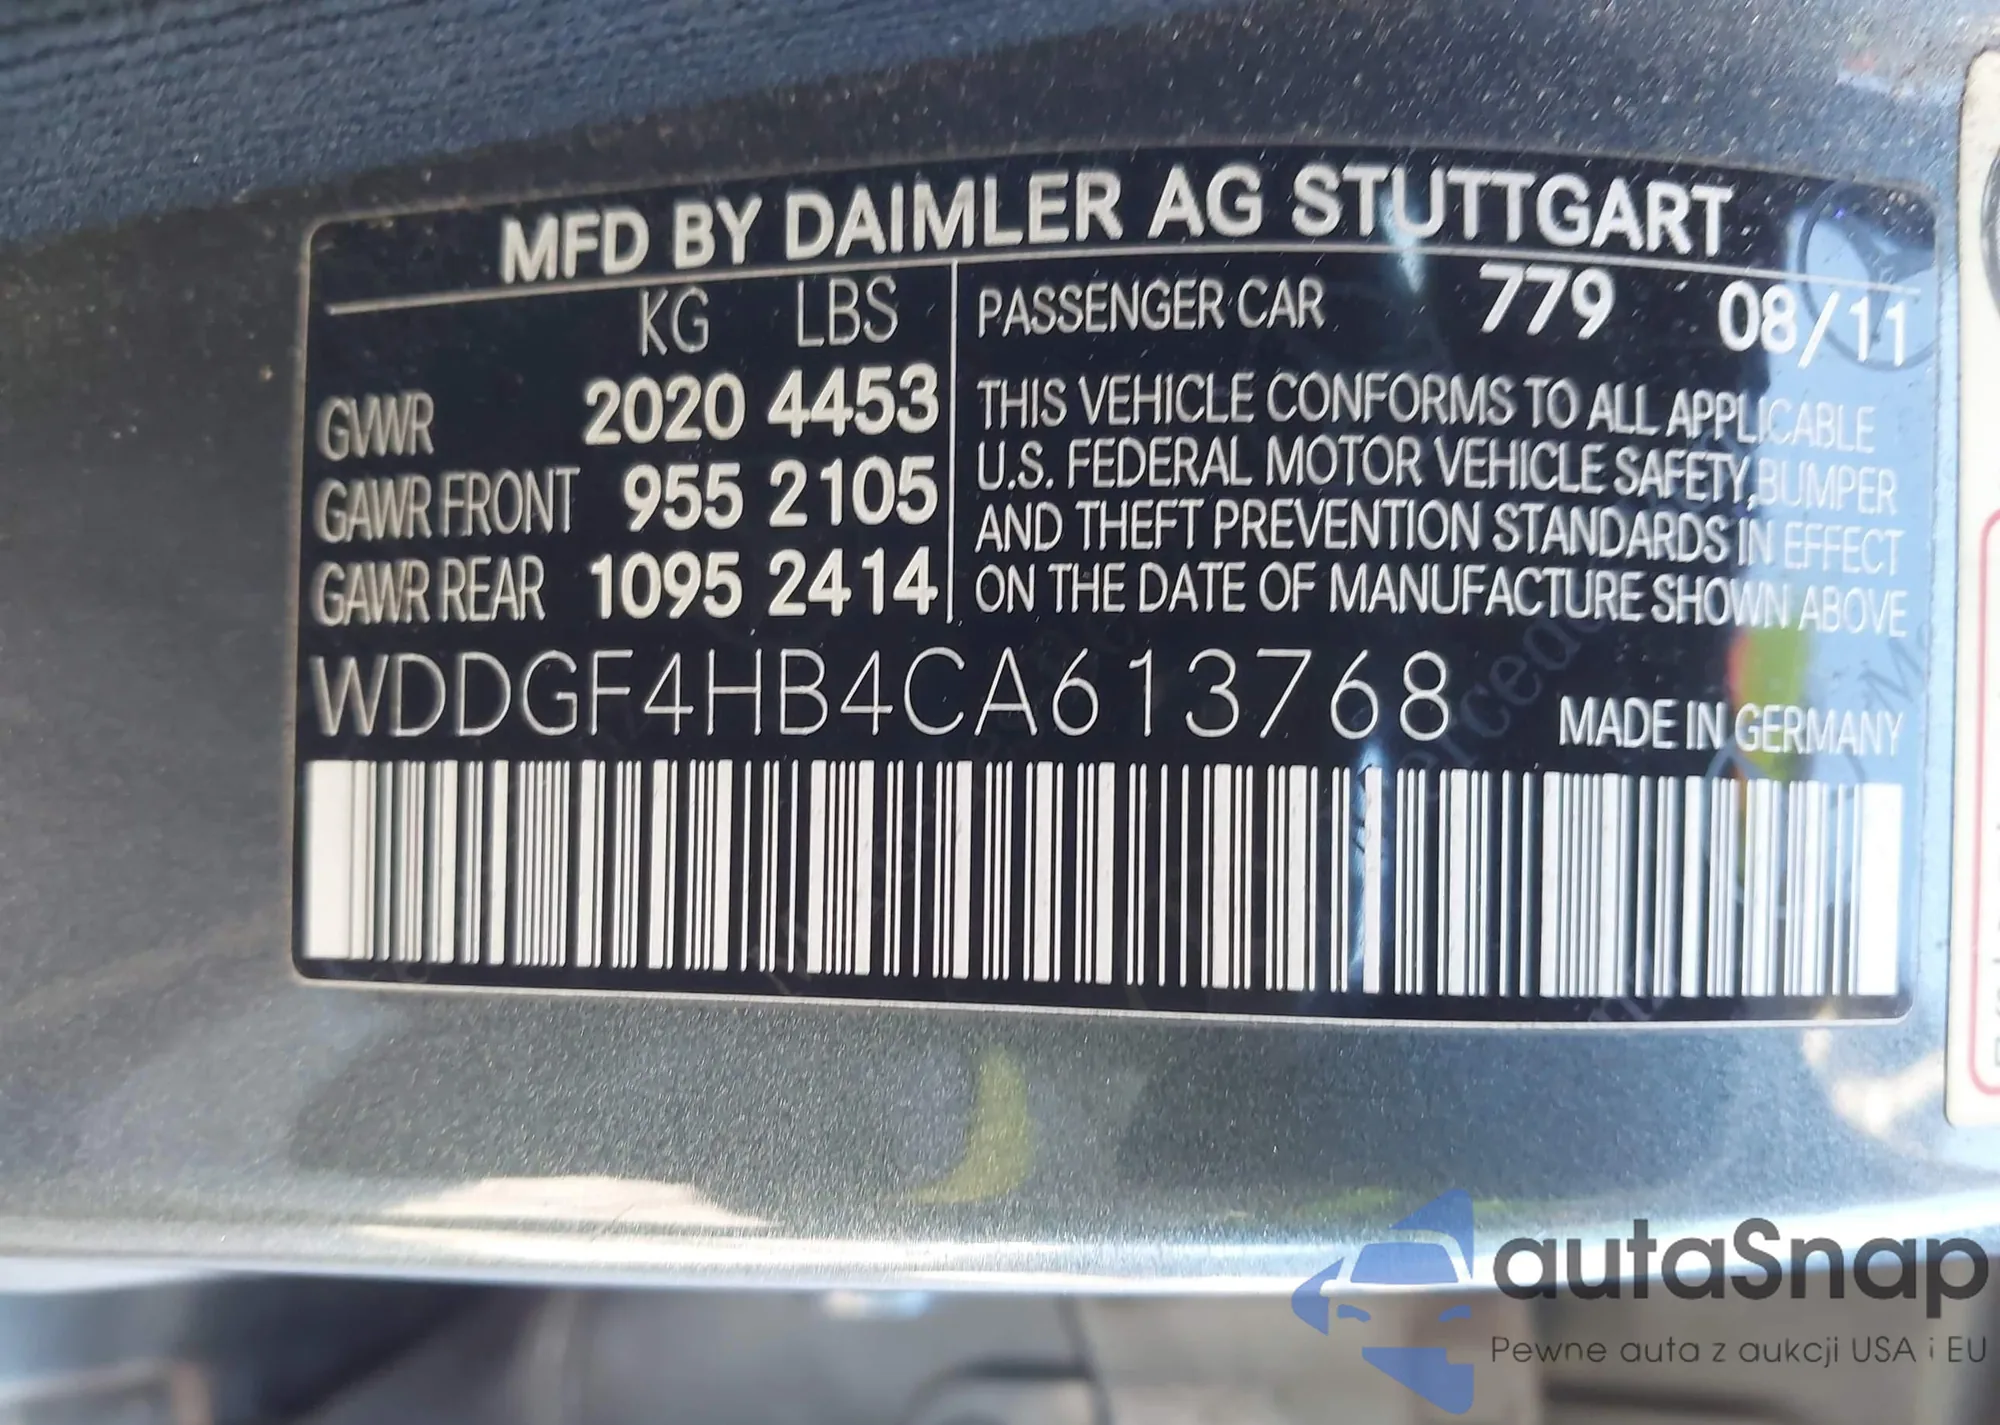 MFD BY DAIMLER AG STUTTGART
KG LBS
GVWR 2020 4453
GAWR FRONT 955 2105
GAWR REAR 1095 2414
PASSENGER CAR 779 08/11
THIS VEHICLE CONFORMS TO ALL APPLICABLE
U.S. FEDERAL MOTOR VEHICLE SAFETY, BUMPER
AND THEFT PREVENTION STANDARDS IN EFFECT
ON THE DATE OF MANUFACTURE SHOWN ABOVE
WDDGF4HB4CA613768
MADE IN GERMANY
autaSnap
Pewne auta z aukcji USA i EU